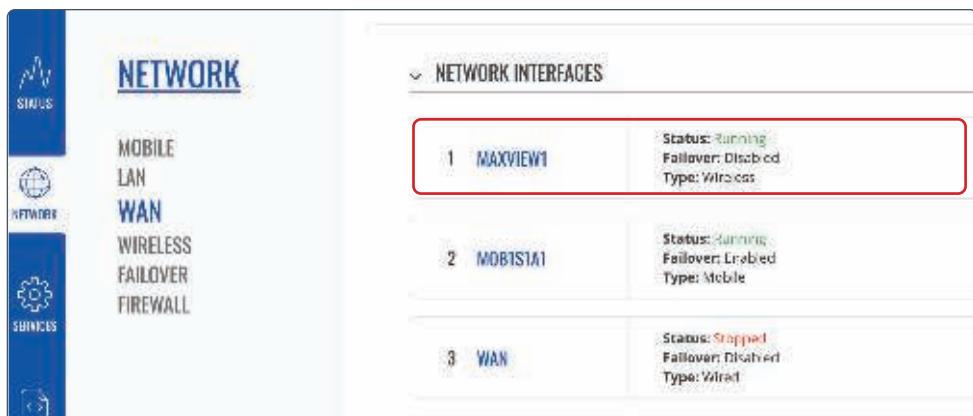 STATUS
NETWORK
SERVICES
NETWORK
MOBILE
LAN
WAN
WIRELESS
FAILOVER
FIREWALL
NETWORK INTERFACES
1 MAXVIEW1
Status: Running
Failover: Disabled
Type: Wireless
2 MOB1S1A1
Status: Running
Failover: Enabled
Type: Mobile
3 WAN
Status: Stopped
Failover: Disabled
Type: Wired